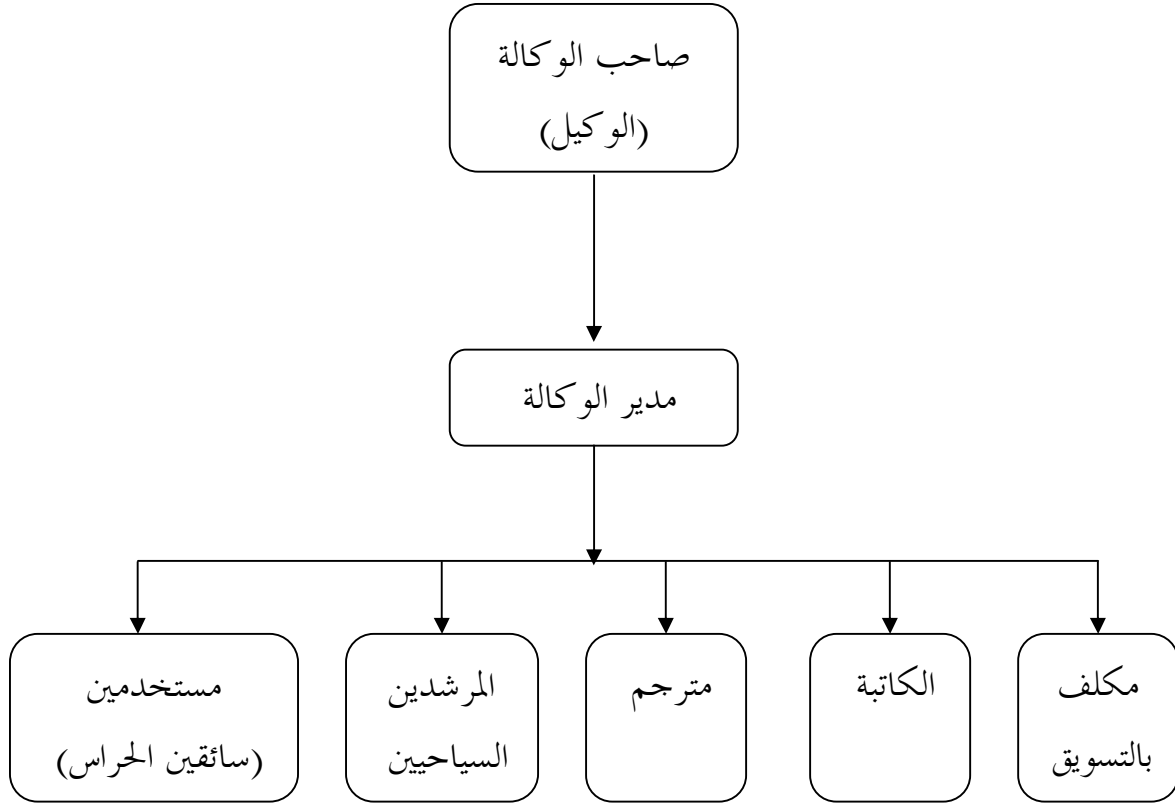 صاحب الوكالة
(الوكيل)
مدير الوكالة
مكلف
بالتسويق
الكاتبة
مترجم
المرشدين
السياحيين
مستخدمين
(سائقين الحراس)